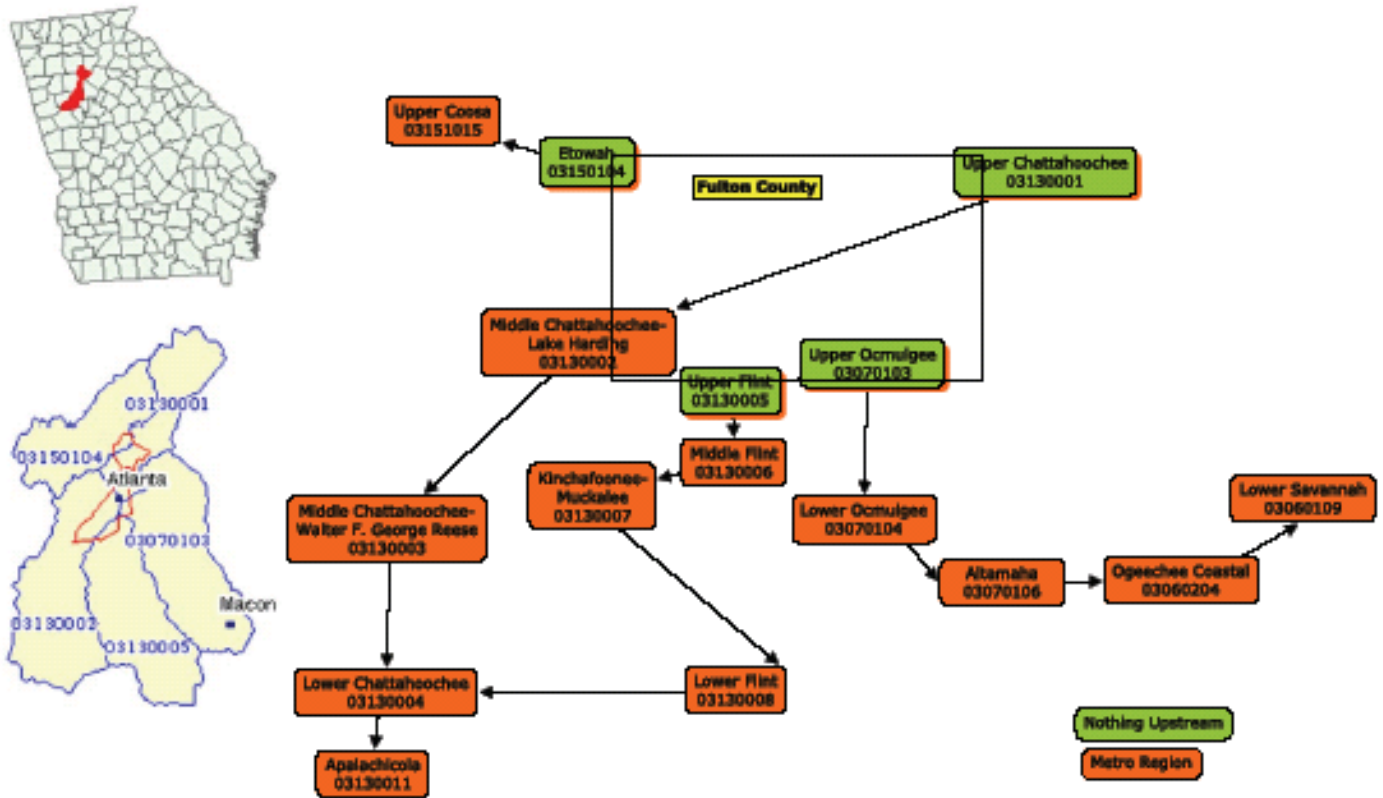 Upper Coosa
03151015
Etowah
03150104
Fulton County
Upper Chattahoochee
03130001
Middle Chattahoochee-
Lake Harding
03130002
Upper Ocmulgee
03070103
Upper Flint
03130005
Middle Flint
03130006
Kinchafoonee-
Muckalee
03130007
Middle Chattahoochee-
Walter F. George Reese
03130003
Lower Ocmulgee
03070104
Lower Savannah
03060109
Altamaha
03070106
Ogeechee Coastal
03060204
Lower Chattahoochee
03130004
Lower Flint
03130008
Apalachicola
03130011
Nothing Upstream
Metro Region
03130001
03150104
Atlanta
03070103
Macon
03130002
03130005